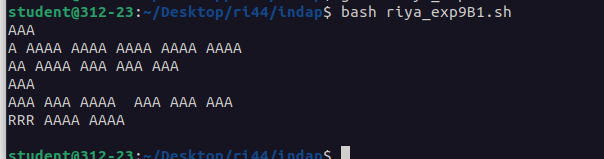 student@312-23:~/Desktop/ri44/indap$ bash riya_exp9B1.sh
AAA
A AAAA AAAA AAAA AAAA AAAA
AA AAAA AAA AAA AAA
AAA
AAA AAA AAAA  AAA AAA AAA
RRR AAAA AAAA
student@312-23:~/Desktop/ri44/indap$